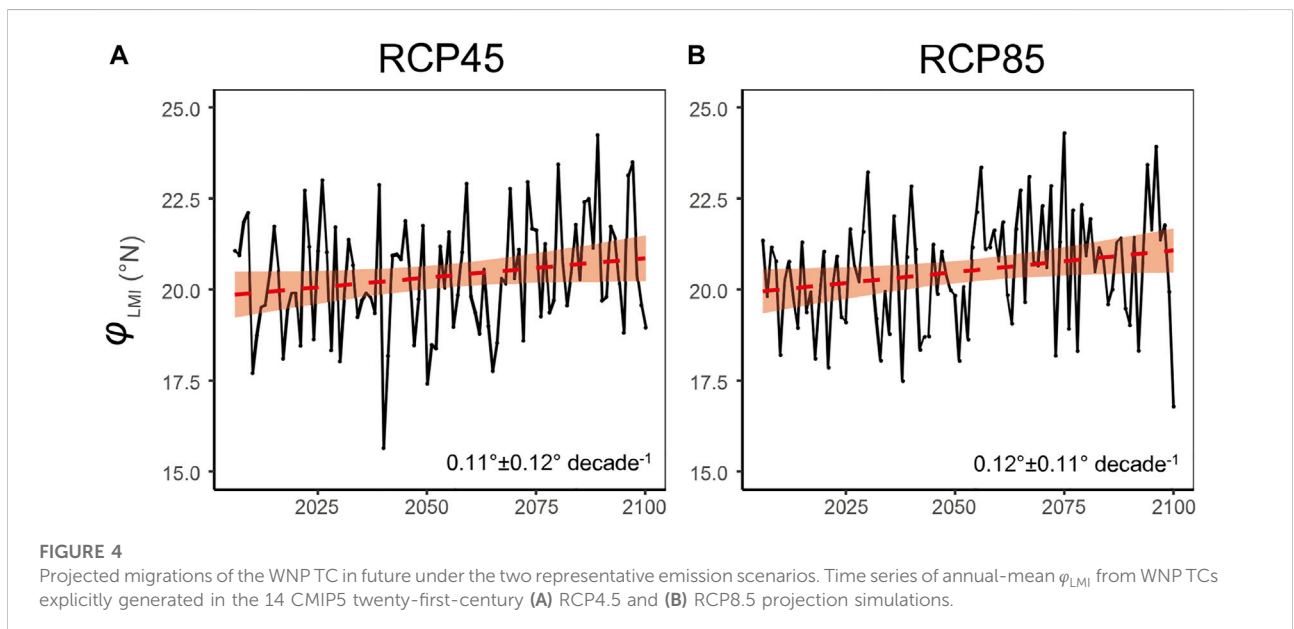 A
RCP45
B
RCP85
φLMI (°N)
25.0
22.5
20.0
17.5
15.0
0.11°±0.12° decade⁻¹
2025
2050
2075
2100
25.0
22.5
20.0
17.5
15.0
0.12°±0.11° decade⁻¹
2025
2050
2075
2100
FIGURE 4
Projected migrations of the WNP TC in future under the two representative emission scenarios. Time series of annual-mean φLMI from WNP TCs
explicitly generated in the 14 CMIP5 twenty-first-century (A) RCP4.5 and (B) RCP8.5 projection simulations.